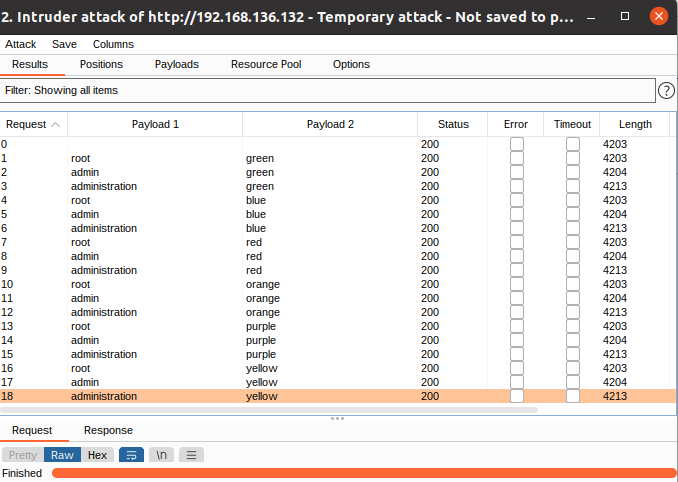 2. Intruder attack of http://192.168.136.132 - Temporary attack - Not saved to p...
Attack Save Columns
Results Positions Payloads Resource Pool Options
Filter: Showing all items ?
Request Payload 1 Payload 2 Status Error Timeout Length
0 200 4203
1 root green 200 4203
2 admin green 200 4204
3 administration green 200 4213
4 root blue 200 4203
5 admin blue 200 4204
6 administration blue 200 4213
7 root red 200 4203
8 admin red 200 4204
9 administration red 200 4213
10 root orange 200 4203
11 admin orange 200 4204
12 administration orange 200 4213
13 root purple 200 4203
14 admin purple 200 4204
15 administration purple 200 4213
16 root yellow 200 4203
17 admin yellow 200 4204
18 administration yellow 200 4213
Request Response
Pretty Raw Hex \n
Finished